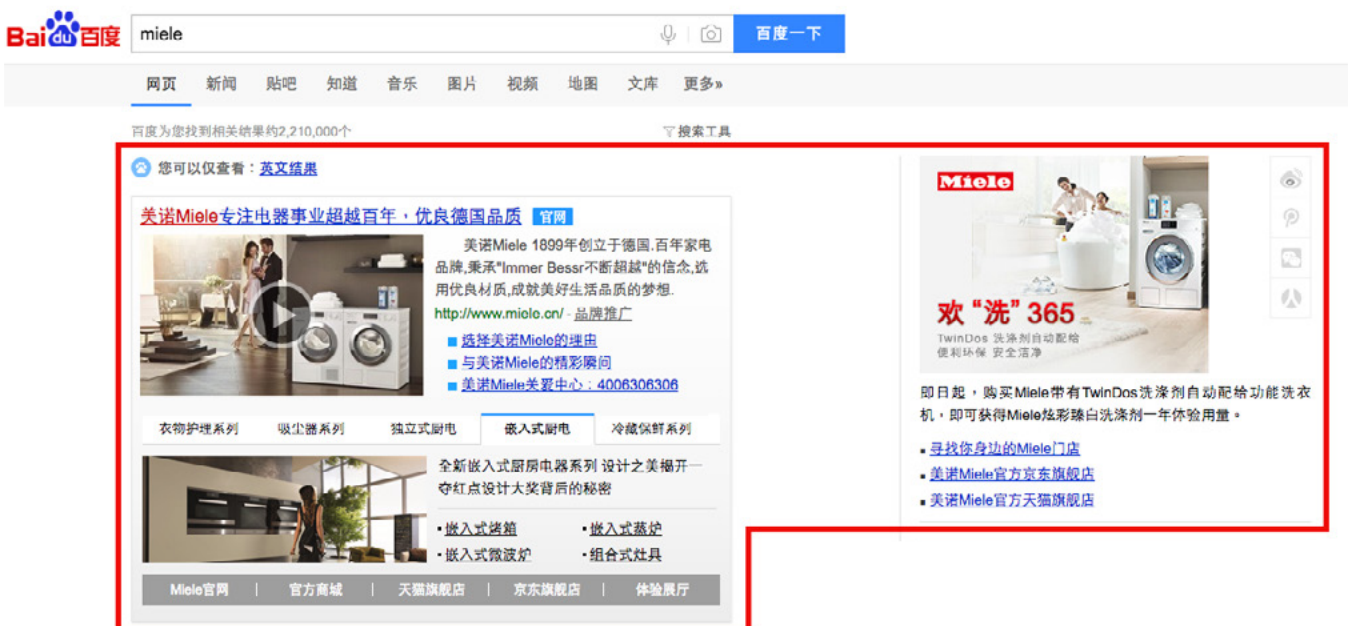 Bai du 百度
miele
百度一下
网页 新闻 贴吧 知道 音乐 图片 视频 地图 文库 更多»
百度为您找到相关结果约2,210,000个
搜索工具
您可以仅查看：英文结果
美诺Miele专注电器事业超越百年，优良德国品质 官网
美诺Miele 1899年创立于德国.百年家电
品牌,秉承"Immer Bessr不断超越"的信念,选
用优良材质,成就美好生活品质的梦想.
http://www.miele.cn/ - 品牌推广
选择美诺Miele的理由
与美诺Miele的精彩瞬间
美诺Miele关爱中心：4006306306
衣物护理系列 吸尘器系列 独立式厨电 嵌入式厨电 冷藏保鲜系列
全新嵌入式厨房电器系列 设计之美揭开一
夺红点设计大奖背后的秘密
嵌入式烤箱 嵌入式蒸炉
嵌入式微波炉 组合式灶具
Miele官网 | 官方商城 | 天猫旗舰店 | 京东旗舰店 | 体验展厅
Miele
欢“洗”365
TwinDos 洗涤剂自动配给
便利环保 安全洁净
即日起，购买Miele带有TwinDos洗涤剂自动配给功能洗衣
机，即可获得Miele炫彩臻白洗涤剂一年体验用量。
寻找你身边的Miele门店
美诺Miele官方京东旗舰店
美诺Miele官方天猫旗舰店